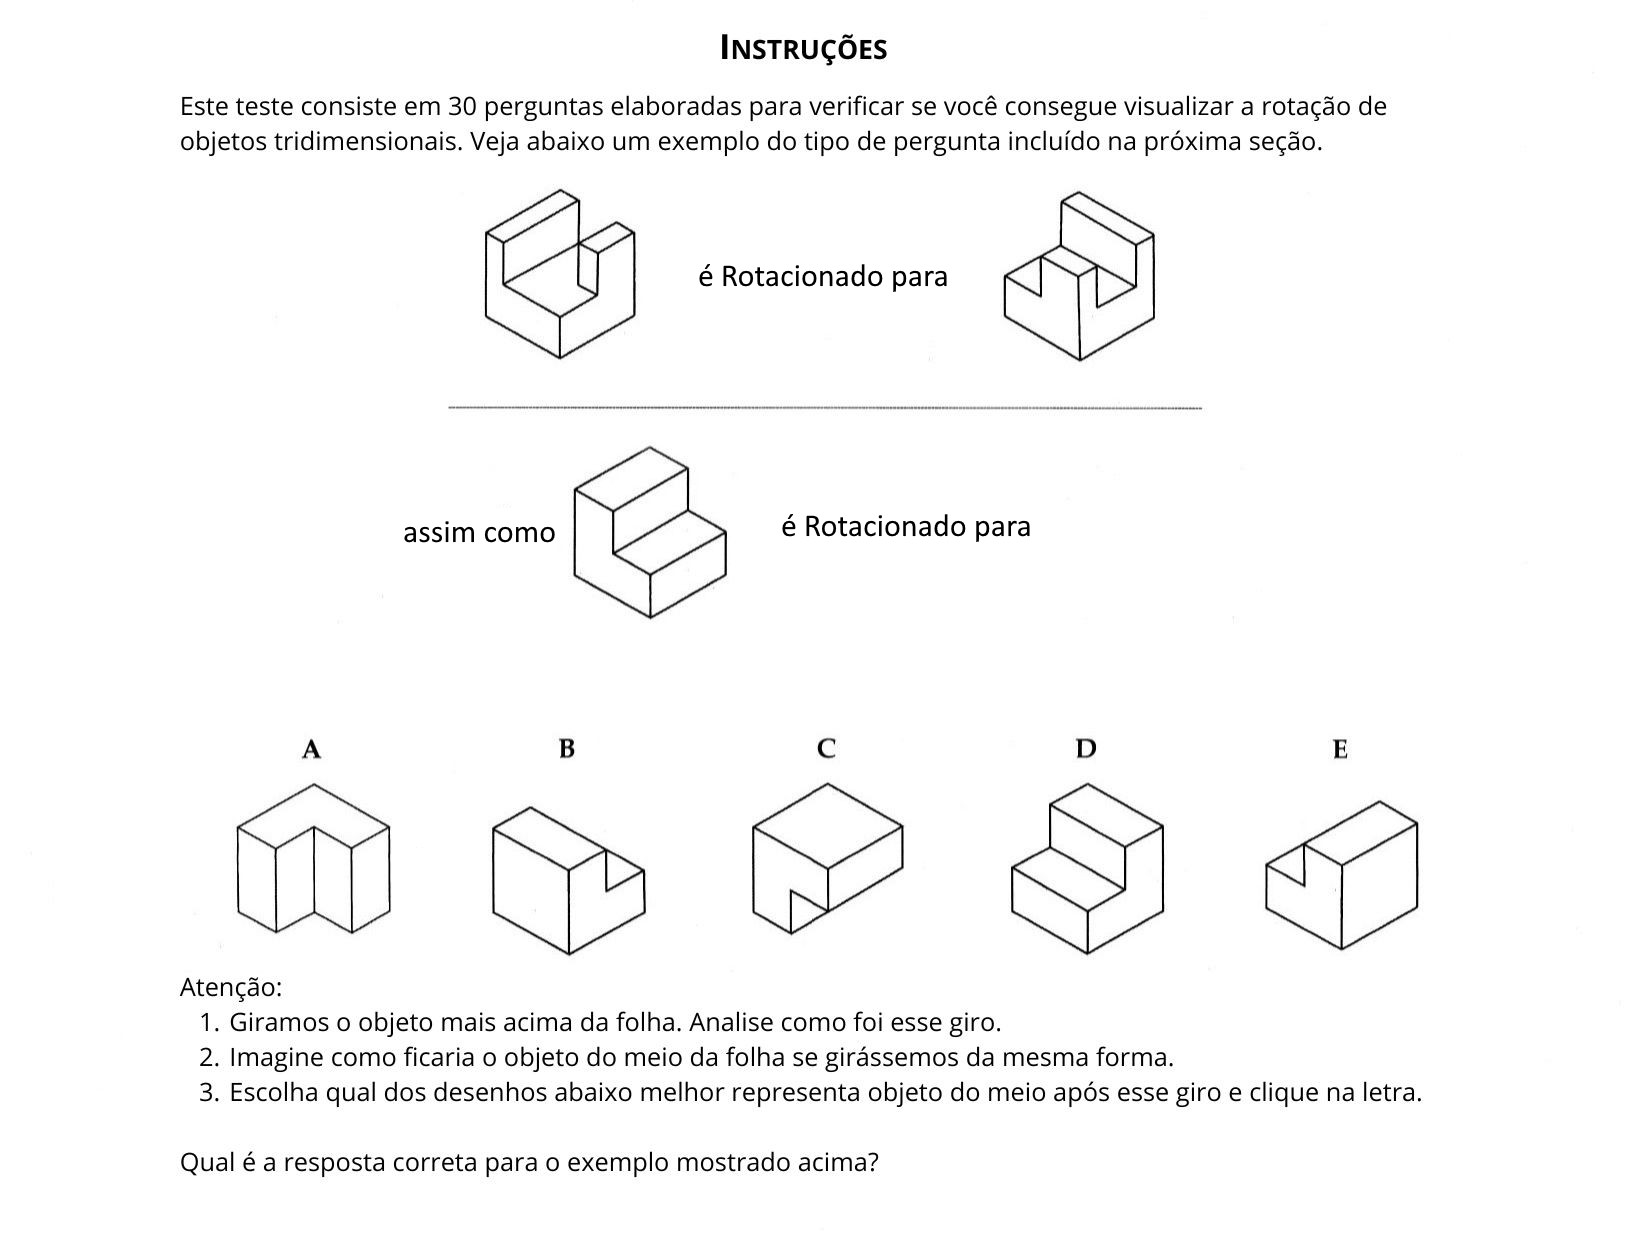 INSTRUÇÕES
Este teste consiste em 30 perguntas elaboradas para verificar se você consegue visualizar a rotação de
objetos tridimensionais. Veja abaixo um exemplo do tipo de pergunta incluído na próxima seção.
é Rotacionado para
assim como
é Rotacionado para
A B C D E
Atenção:
1. Giramos o objeto mais acima da folha. Analise como foi esse giro.
2. Imagine como ficaria o objeto do meio da folha se girássemos da mesma forma.
3. Escolha qual dos desenhos abaixo melhor representa objeto do meio após esse giro e clique na letra.
Qual é a resposta correta para o exemplo mostrado acima?